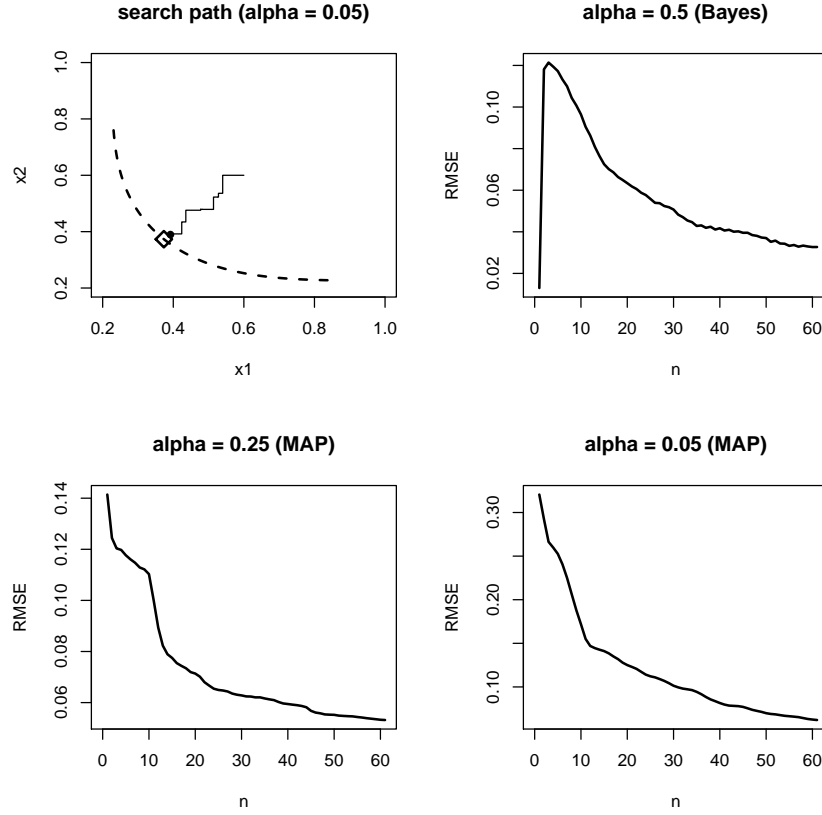 search path (alpha = 0.05)
x2
1.0
0.8
0.6
0.4
0.2
0.2 0.4 0.6 0.8 1.0
x1
alpha = 0.5 (Bayes)
RMSE
0.10
0.06
0.02
0 10 20 30 40 50 60
n
alpha = 0.25 (MAP)
RMSE
0.14
0.12
0.10
0.08
0.06
0 10 20 30 40 50 60
n
alpha = 0.05 (MAP)
RMSE
0.30
0.20
0.10
0 10 20 30 40 50 60
n